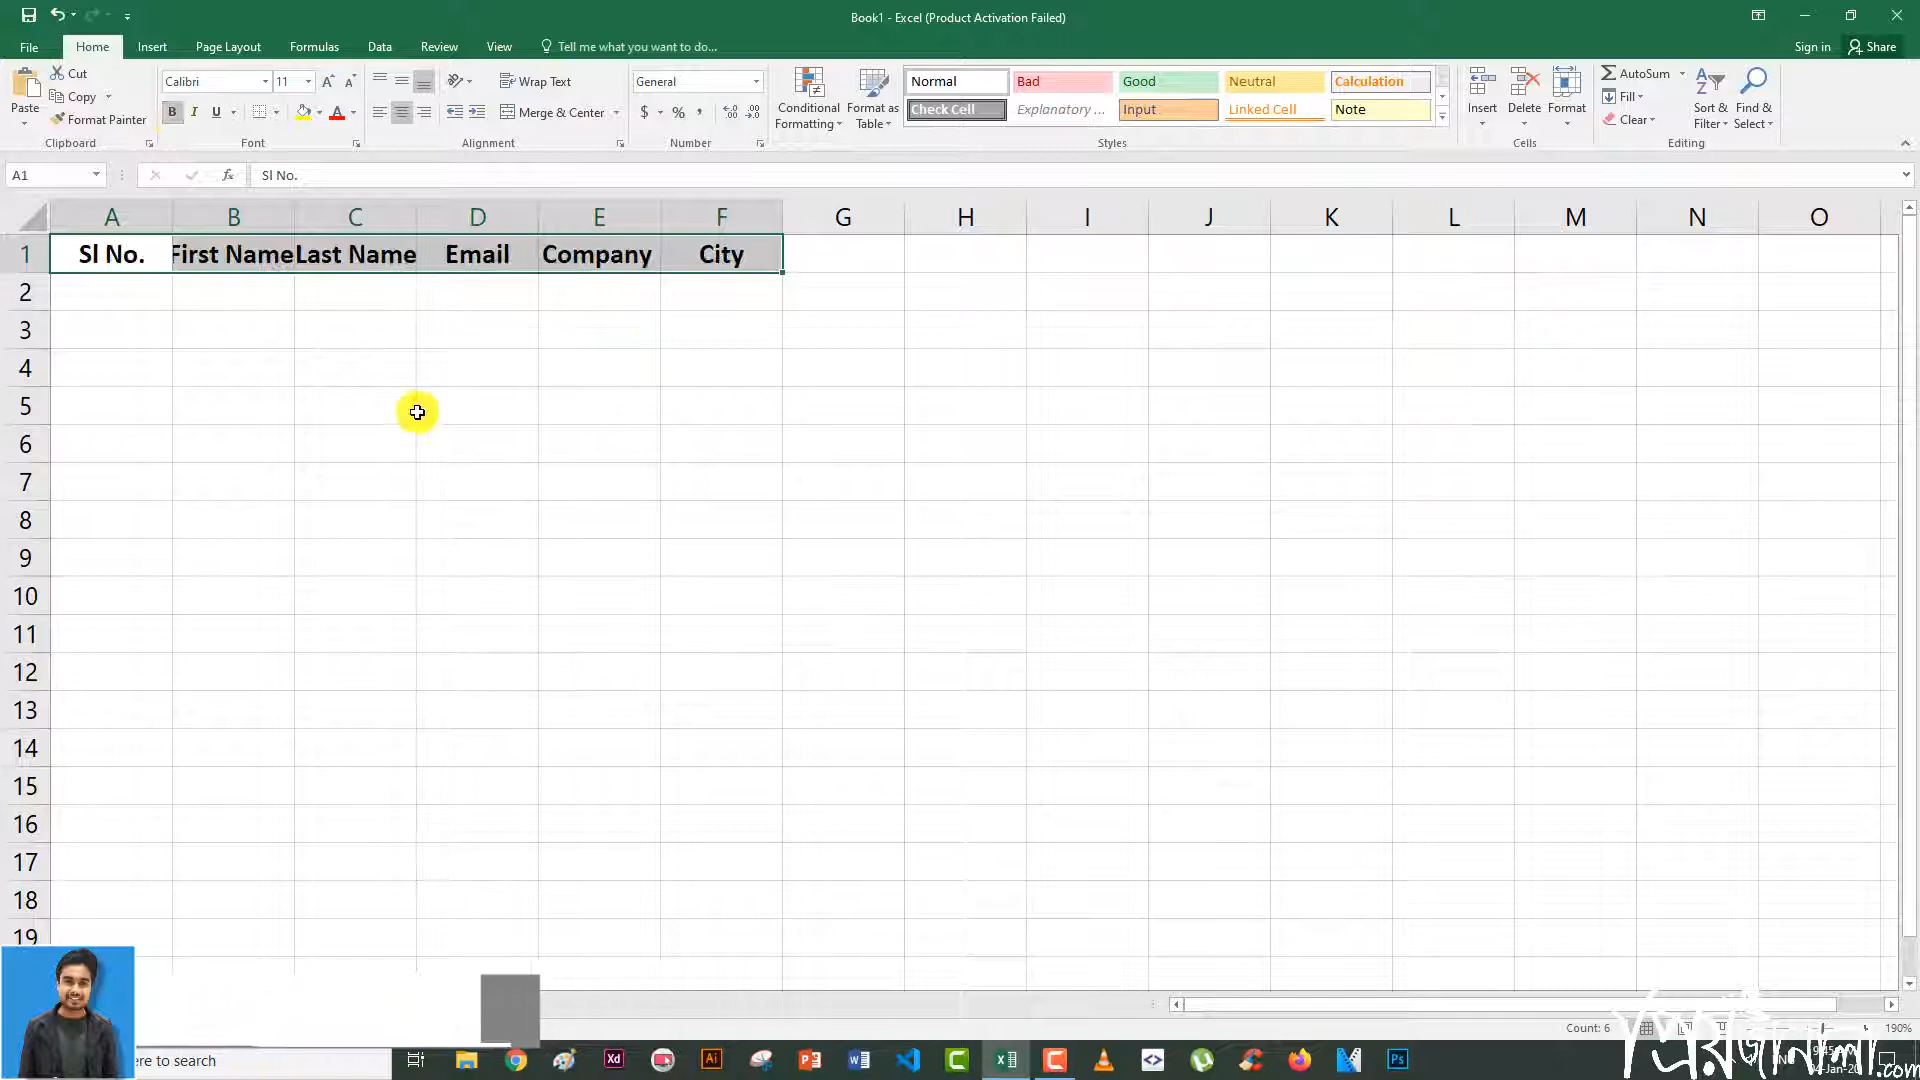 Book1 - Excel (Product Activation Failed)
File Home Insert Page Layout Formulas Data Review View Tell me what you want to do... Sign in Share
Paste
Cut
Copy
Format Painter
Clipboard
Calibri 11
B I U
Font
Wrap Text
Merge & Center
Alignment
General
$ % ,
Number
Conditional Formatting
Format as Table
Normal Bad Good Neutral Calculation
Check Cell Explanatory ... Input Linked Cell Note
Styles
Insert Delete Format
Cells
AutoSum
Fill
Clear
Sort & Filter
Find & Select
Editing
A1 fx Sl No.
A B C D E F G H I J K L M N O
1 Sl No. First Name Last Name Email Company City
2
3
4
5
6
7
8
9
10
11
12
13
14
15
16
17
18
19
Count: 6 190%
ere to search
Xd Ai Ps